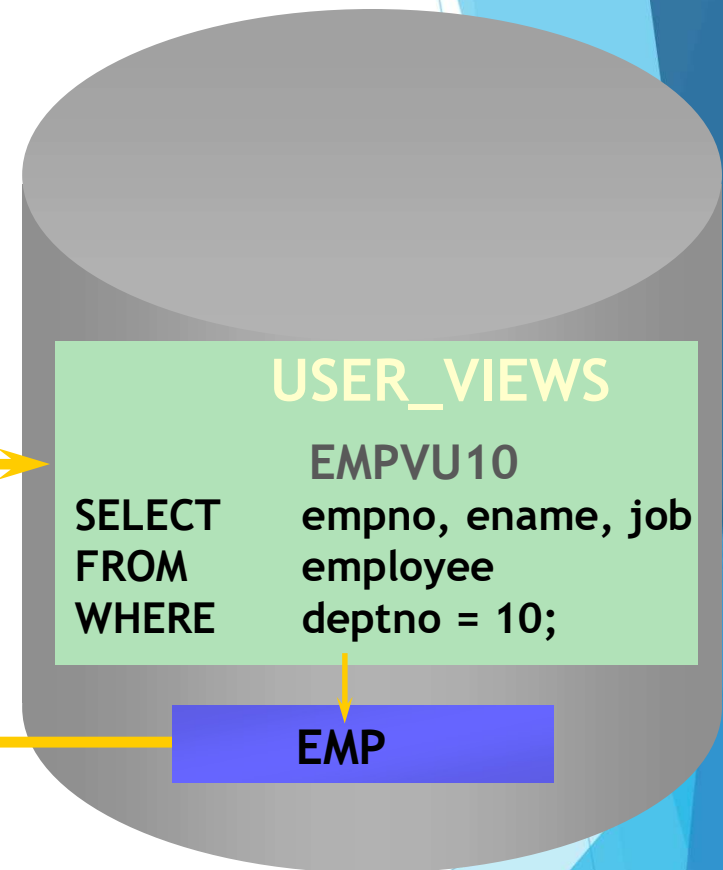 USER_VIEWS
EMPVU10
SELECT empno, ename, job
FROM employee
WHERE deptno = 10;
EMP